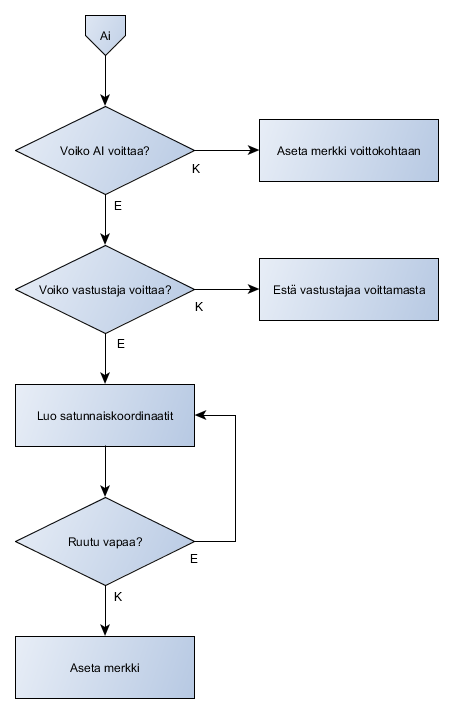 Ai
Voiko AI voittaa?
K
Aseta merkki voittokohtaan
E
Voiko vastustaja voittaa?
K
Estä vastustajaa voittamasta
E
Luo satunnaiskoordinaatit
Ruutu vapaa?
E
K
Aseta merkki